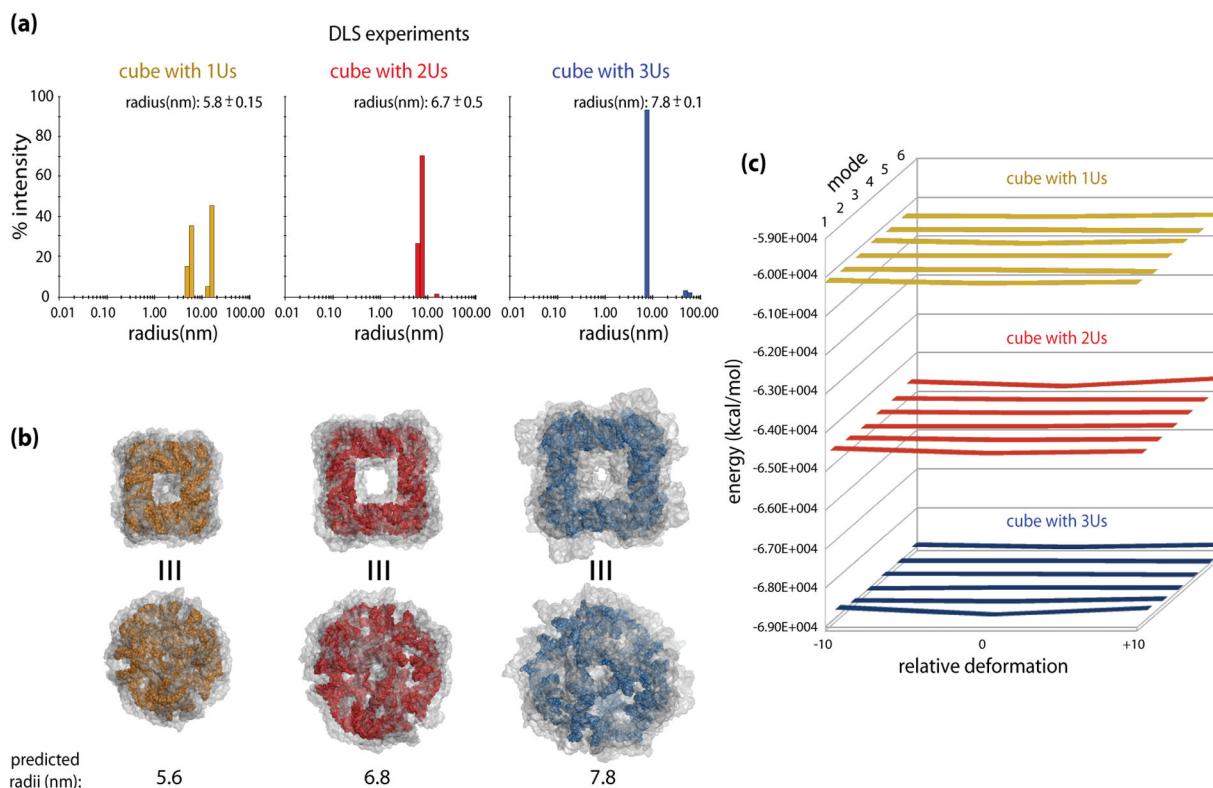 (a)
DLS experiments
cube with 1Us
cube with 2Us
cube with 3Us
radius(nm): 5.8 ± 0.15
radius(nm): 6.7 ± 0.5
radius(nm): 7.8 ± 0.1
% intensity
100
80
60
40
20
0
0.01 0.10 1.00 10.00 100.00
0.01 0.10 1.00 10.00 100.00
0.01 0.10 1.00 10.00 100.00
radius(nm)
radius(nm)
radius(nm)
(b)
predicted
radii (nm):
5.6
6.8
7.8
(c)
mode
1 2 3 4 5 6
cube with 1Us
cube with 2Us
cube with 3Us
energy (kcal/mol)
-5.90E+004
-6.00E+004
-6.10E+004
-6.20E+004
-6.30E+004
-6.40E+004
-6.50E+004
-6.60E+004
-6.70E+004
-6.80E+004
-6.90E+004
-10 0 +10
relative deformation